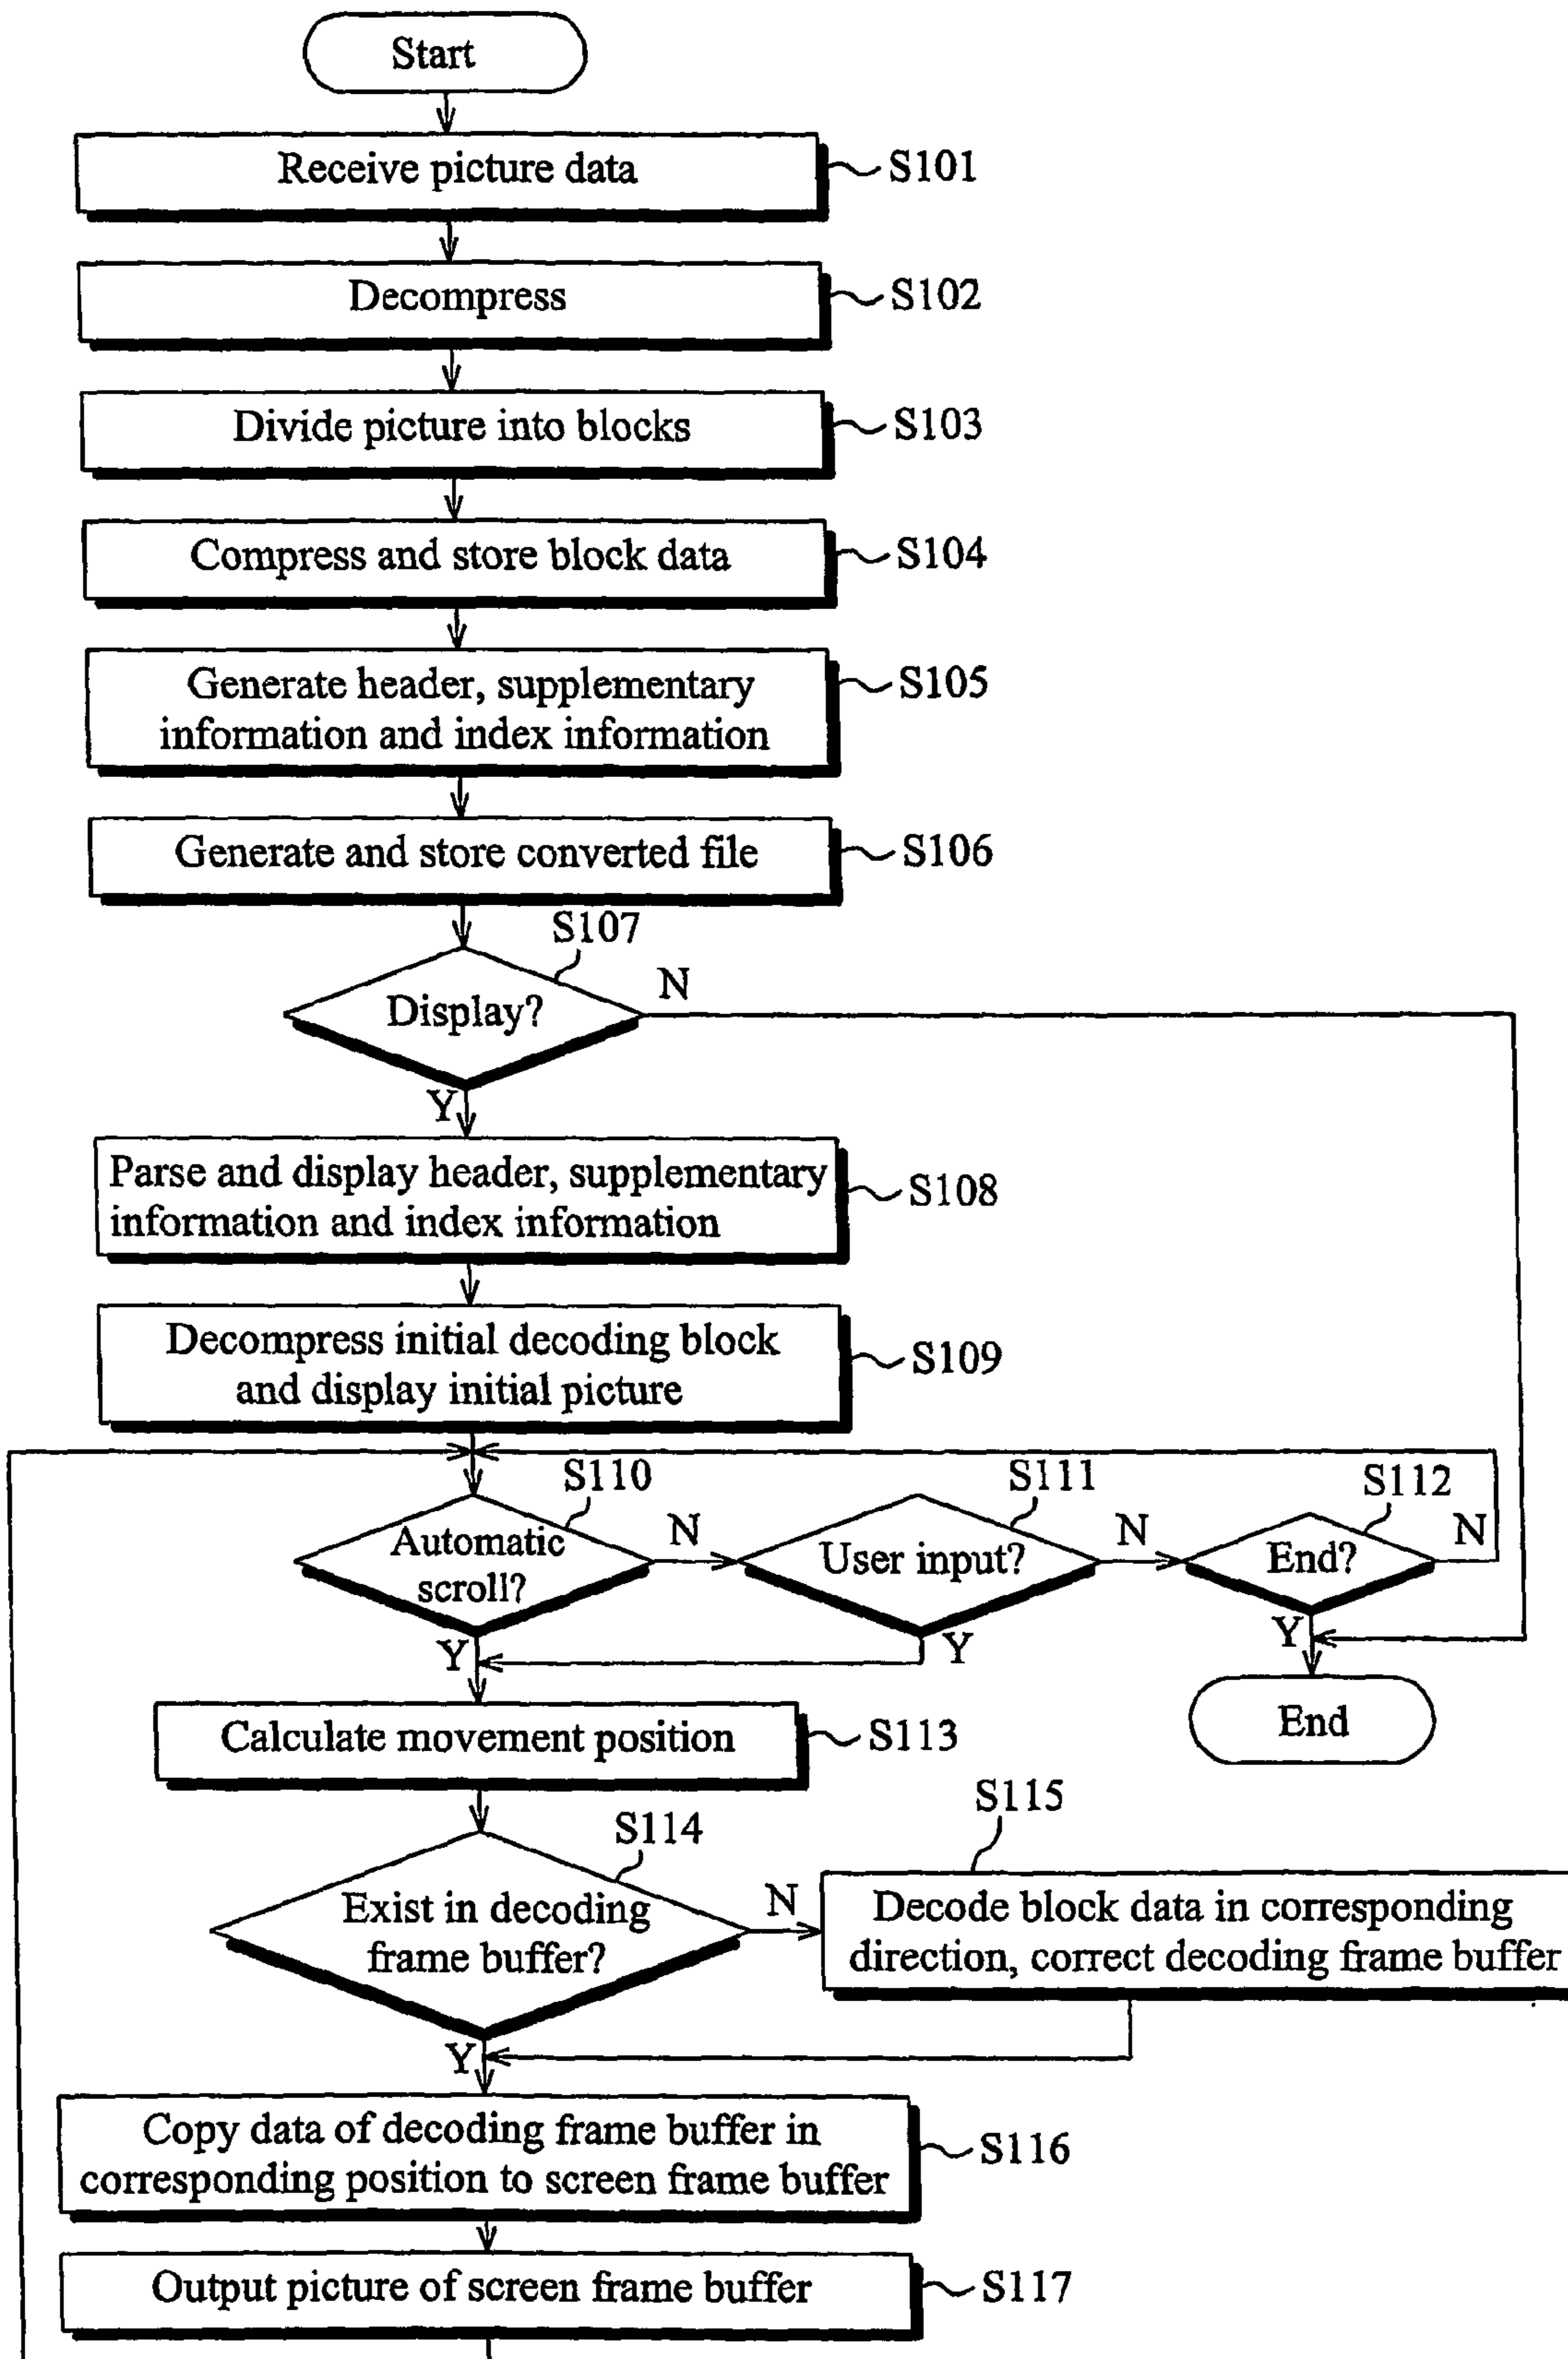 Start
Receive picture data
S101
Decompress
S102
Divide picture into blocks
S103
Compress and store block data
S104
Generate header, supplementary
information and index information
S105
Generate and store converted file
S106
S107
Display?
N
Y
Parse and display header, supplementary
information and index information
S108
Decompress initial decoding block
and display initial picture
S109
S110
Automatic
scroll?
N
Y
S111
User input?
N
Y
S112
End?
N
Y
End
Calculate movement position
S113
S114
Exist in decoding
frame buffer?
N
Y
S115
Decode block data in corresponding
direction, correct decoding frame buffer
Copy data of decoding frame buffer in
corresponding position to screen frame buffer
S116
Output picture of screen frame buffer
S117